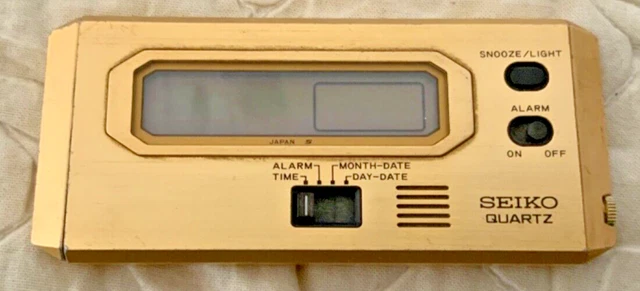 SNOOZE/LIGHT
ALARM
ON OFF
JAPAN S
ALARM MONTH-DATE
TIME DAY-DATE
SEIKO
QUARTZ